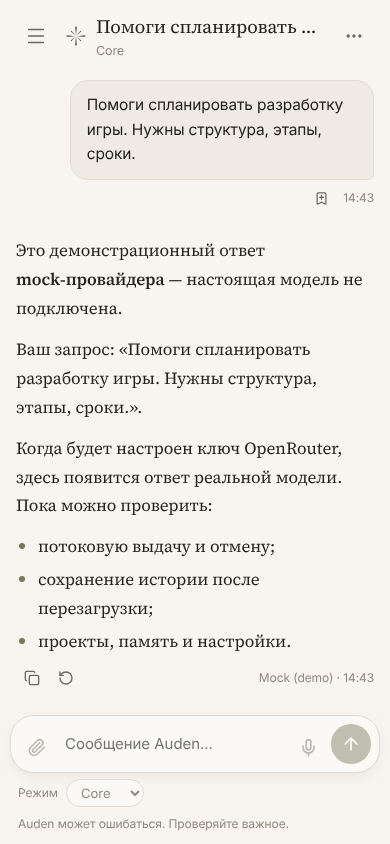 Помоги спланировать ...
Core
Помоги спланировать разработку
игры. Нужны структура, этапы,
сроки.
14:43
Это демонстрационный ответ
mock-провайдера — настоящая модель не
подключена.
Ваш запрос: «Помоги спланировать
разработку игры. Нужны структура,
этапы, сроки.».
Когда будет настроен ключ OpenRouter,
здесь появится ответ реальной модели.
Пока можно проверить:
• потоковую выдачу и отмену;
• сохранение истории после
перезагрузки;
• проекты, память и настройки.
Mock (demo) · 14:43
Сообщение Auden...
Режим Core
Auden может ошибаться. Проверяйте важное.